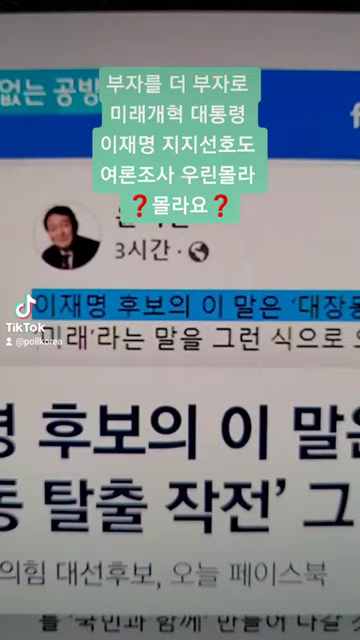 없는 공방
부자를 더 부자로
미래개혁 대통령
이재명 지지선호도
여론조사 우린몰라
❓몰라요❓
3시간 ·
이재명 후보의 이 말은 '대장동
미래'라는 말을 그런 식으로
TikTok
@polikorea
명 후보의 이 말은
동 탈출 작전' 그
의힘 대선후보, 오늘 페이스북
를 '국민과 함께' 만들어 나갈 것